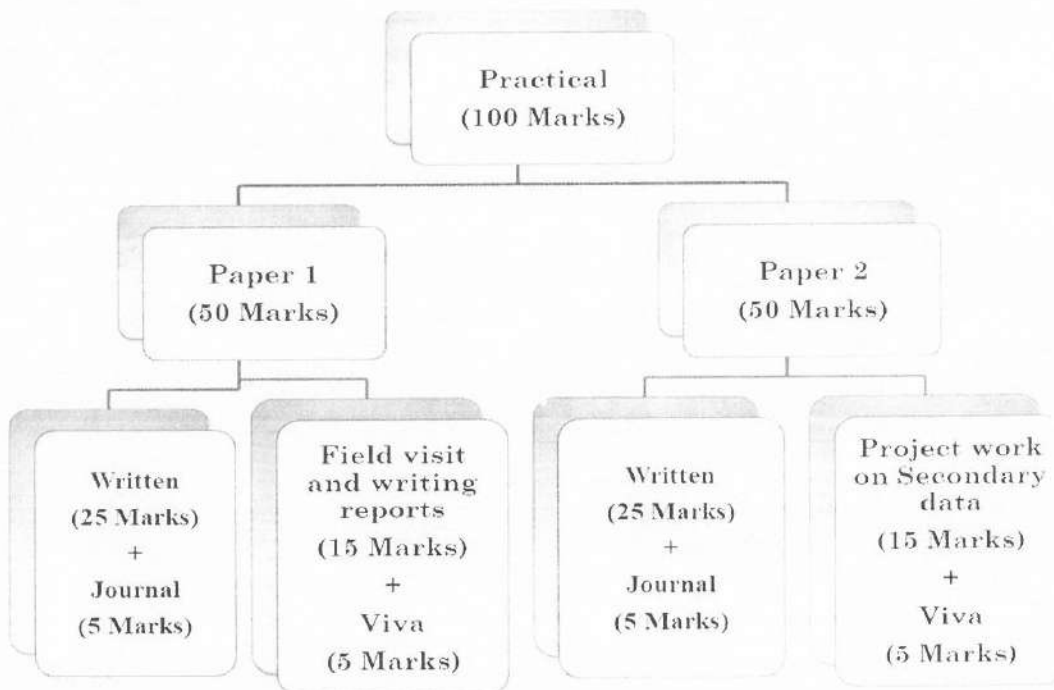 Practical
(100 Marks)
Paper 1
(50 Marks)
Paper 2
(50 Marks)
Written
(25 Marks)
+
Journal
(5 Marks)
Field visit
and writing
reports
(15 Marks)
+
Viva
(5 Marks)
Written
(25 Marks)
+
Journal
(5 Marks)
Project work
on Secondary
data
(15 Marks)
+
Viva
(5 Marks)